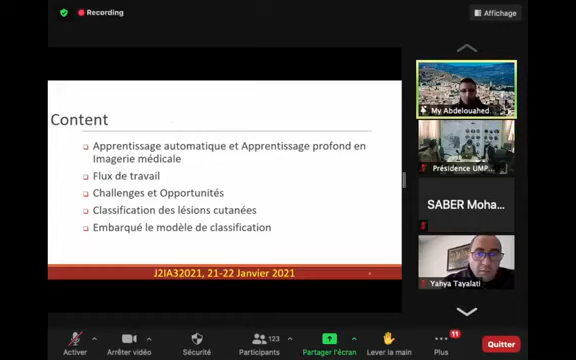 Recording
Affichage
Content
Apprentissage automatique et Apprentissage profond en
Imagerie médicale
Flux de travail
Challenges et Opportunités
Classification des lésions cutanées
Embarqué le modèle de classification
J2IA32021, 21-22 Janvier 2021
My Abdelouahed...
Présidence UMP...
SABER Moha...
Yahya Tayalati
Activer
Arrêter vidéo
Sécurité
Participants
123
Partager l'écran
Lever la main
Plus
11
Quitter